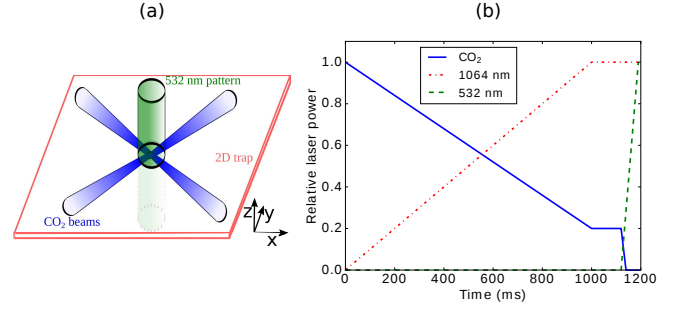 (a)
532 nm pattern
2D trap
CO₂ beams
z
y
x
(b)
Relative laser power
1.0
0.8
0.6
0.4
0.2
0.0
0
200
400
600
800
1000
1200
Time (ms)
CO₂
1064 nm
532 nm